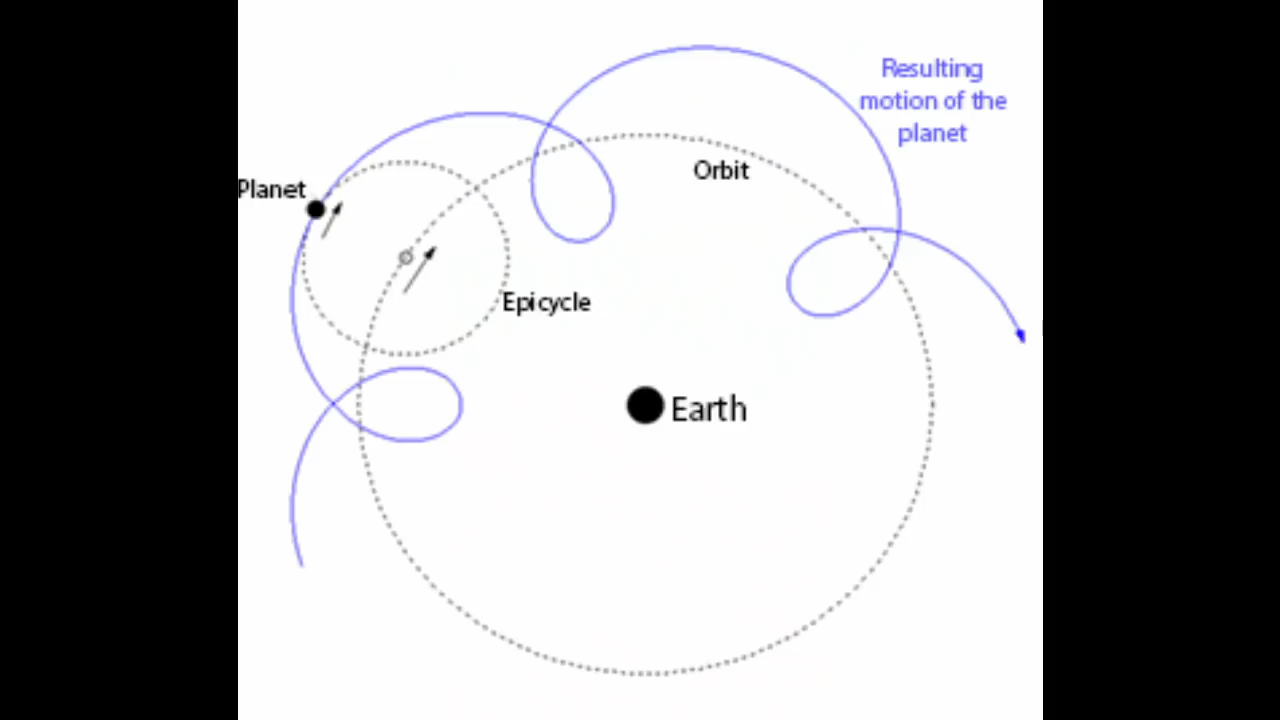 Resulting
motion of the
planet
Orbit
Planet
Epicycle
Earth